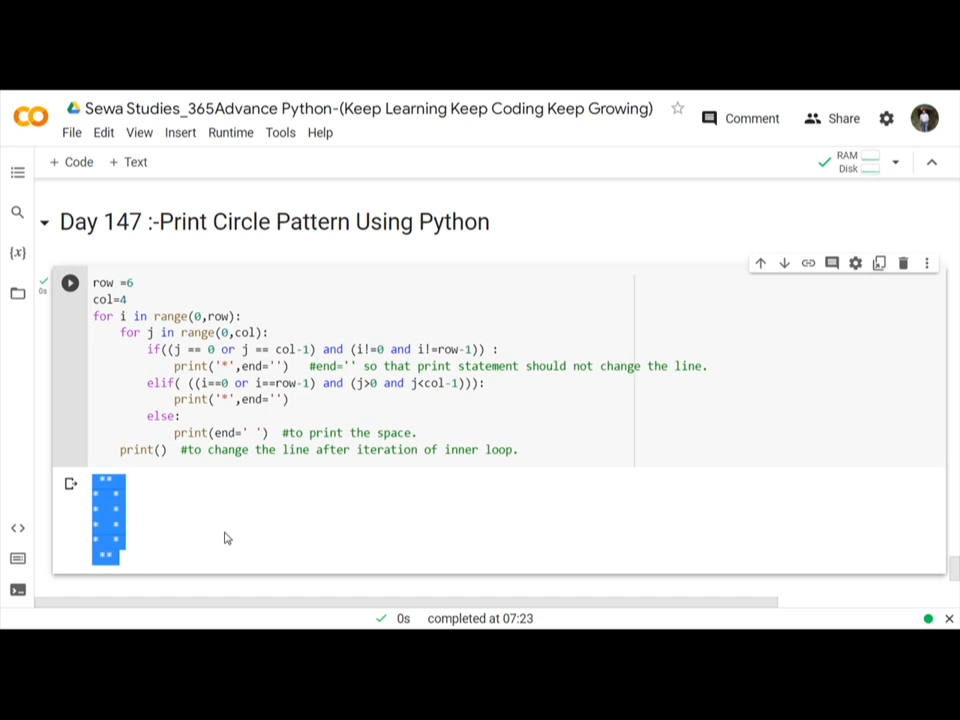 Sewa Studies_365Advance Python-(Keep Learning Keep Coding Keep Growing)
Comment
Share
File Edit View Insert Runtime Tools Help
+ Code + Text
RAM
Disk
Day 147 :-Print Circle Pattern Using Python
{x}
0s
row =6
col=4
for i in range(0,row):
    for j in range(0,col):
        if((j == 0 or j == col-1) and (i!=0 and i!=row-1)) :
            print('*',end='')   #end='' so that print statement should not change the line.
        elif( ((i==0 or i==row-1) and (j>0 and j<col-1))):
            print('*',end='')
        else:
            print(end=' ')  #to print the space.
    print()  #to change the line after iteration of inner loop.
 ** 
*  *
*  *
*  *
*  *
 **
0s completed at 07:23